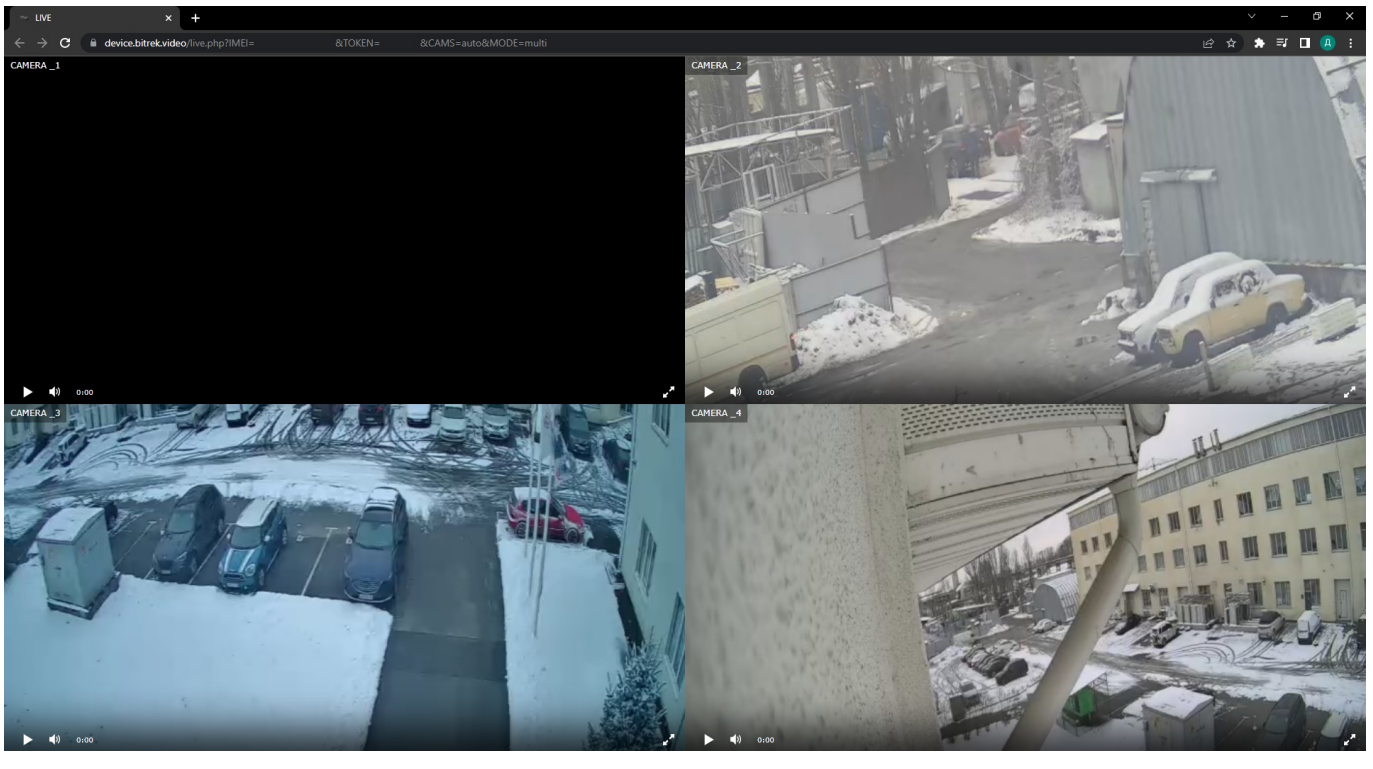 LIVE
device.bitrek.video/live.php?IMEI= &TOKEN= &CAMS=auto&MODE=multi
Д
CAMERA _1
CAMERA _2
0:00
0:00
CAMERA _3
CAMERA _4
0:00
0:00